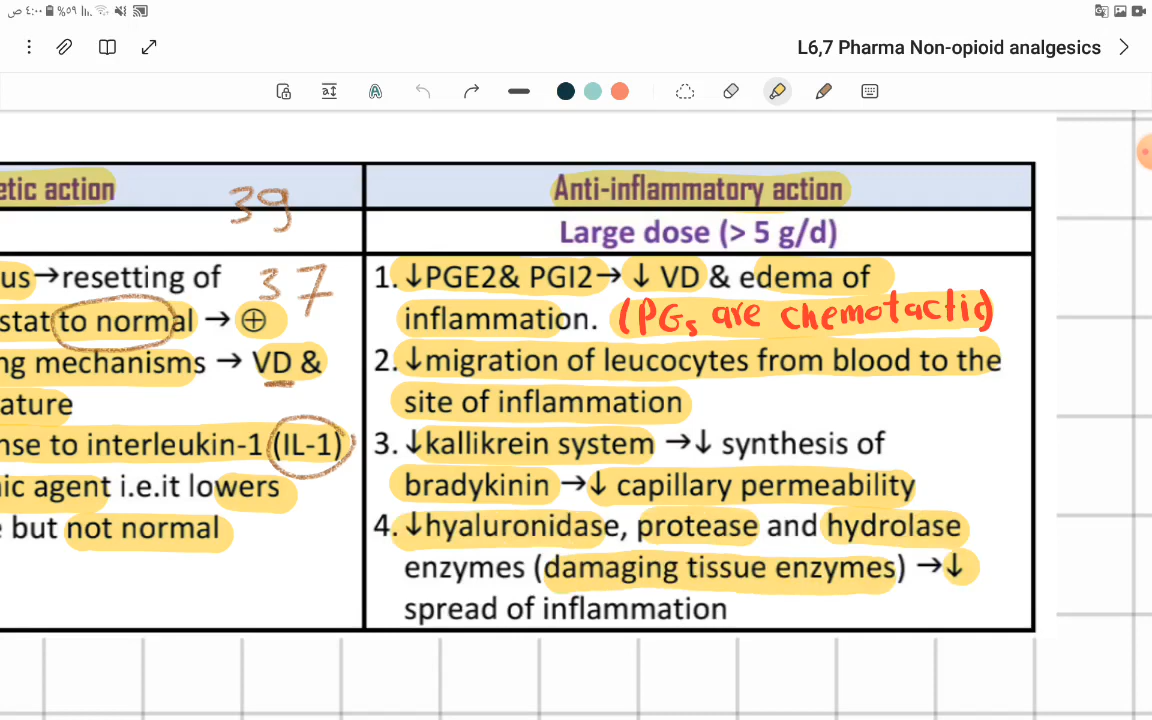 ص ٤:٠٠ %٥٩
L6,7 Pharma Non-opioid analgesics
etic action
39
Anti-inflammatory action
Large dose (> 5 g/d)
us→resetting of
37
stat to normal → ⊕
ng mechanisms → VD &
ature
nse to interleukin-1 (IL-1)
ic agent i.e.it lowers
but not normal
1. ↓PGE2& PGI2→ ↓ VD & edema of
inflammation. (PGs are chemotactic)
2. ↓migration of leucocytes from blood to the
site of inflammation
3. ↓kallikrein system →↓ synthesis of
bradykinin →↓ capillary permeability
4. ↓hyaluronidase, protease and hydrolase
enzymes (damaging tissue enzymes) →↓
spread of inflammation